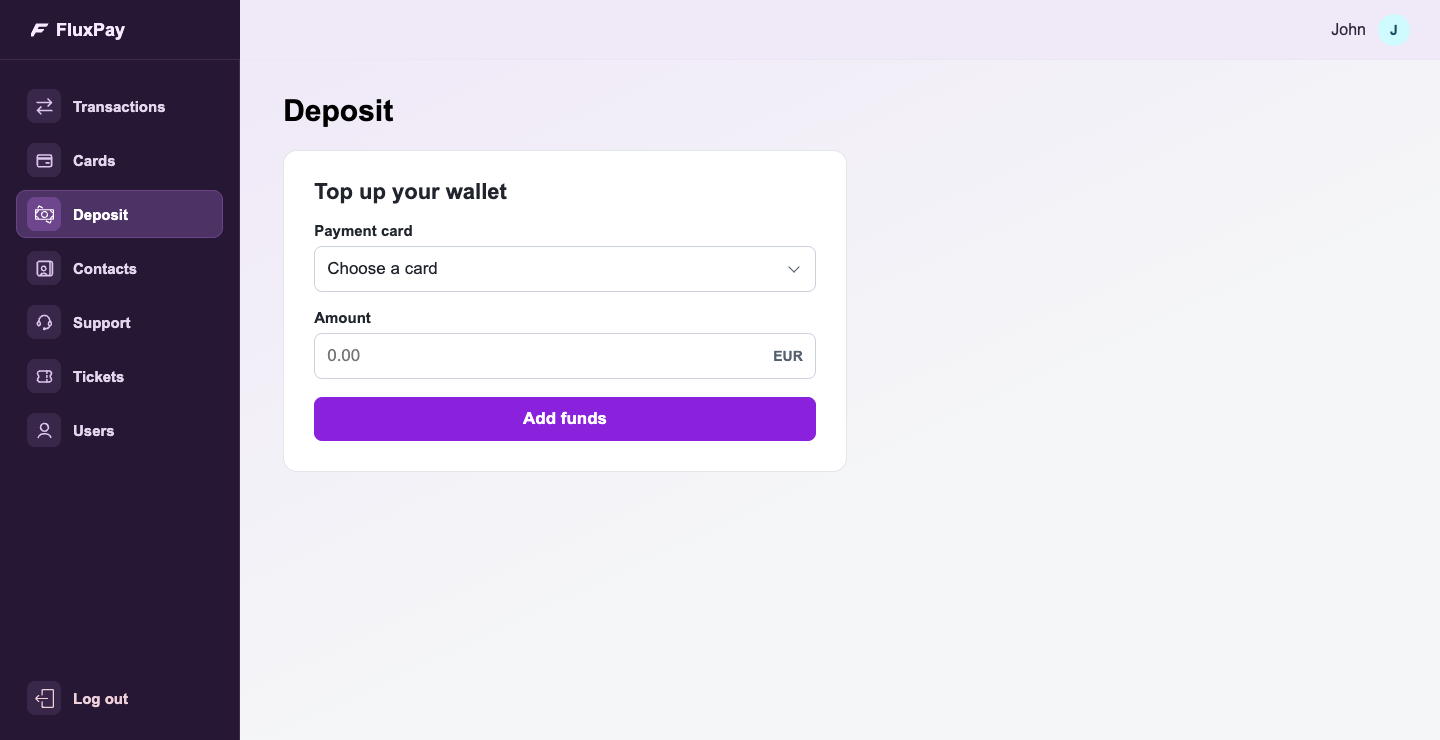 FluxPay
John
J
Transactions
Cards
Deposit
Contacts
Support
Tickets
Users
Log out
Deposit
Top up your wallet
Payment card
Choose a card
Amount
0.00 EUR
Add funds